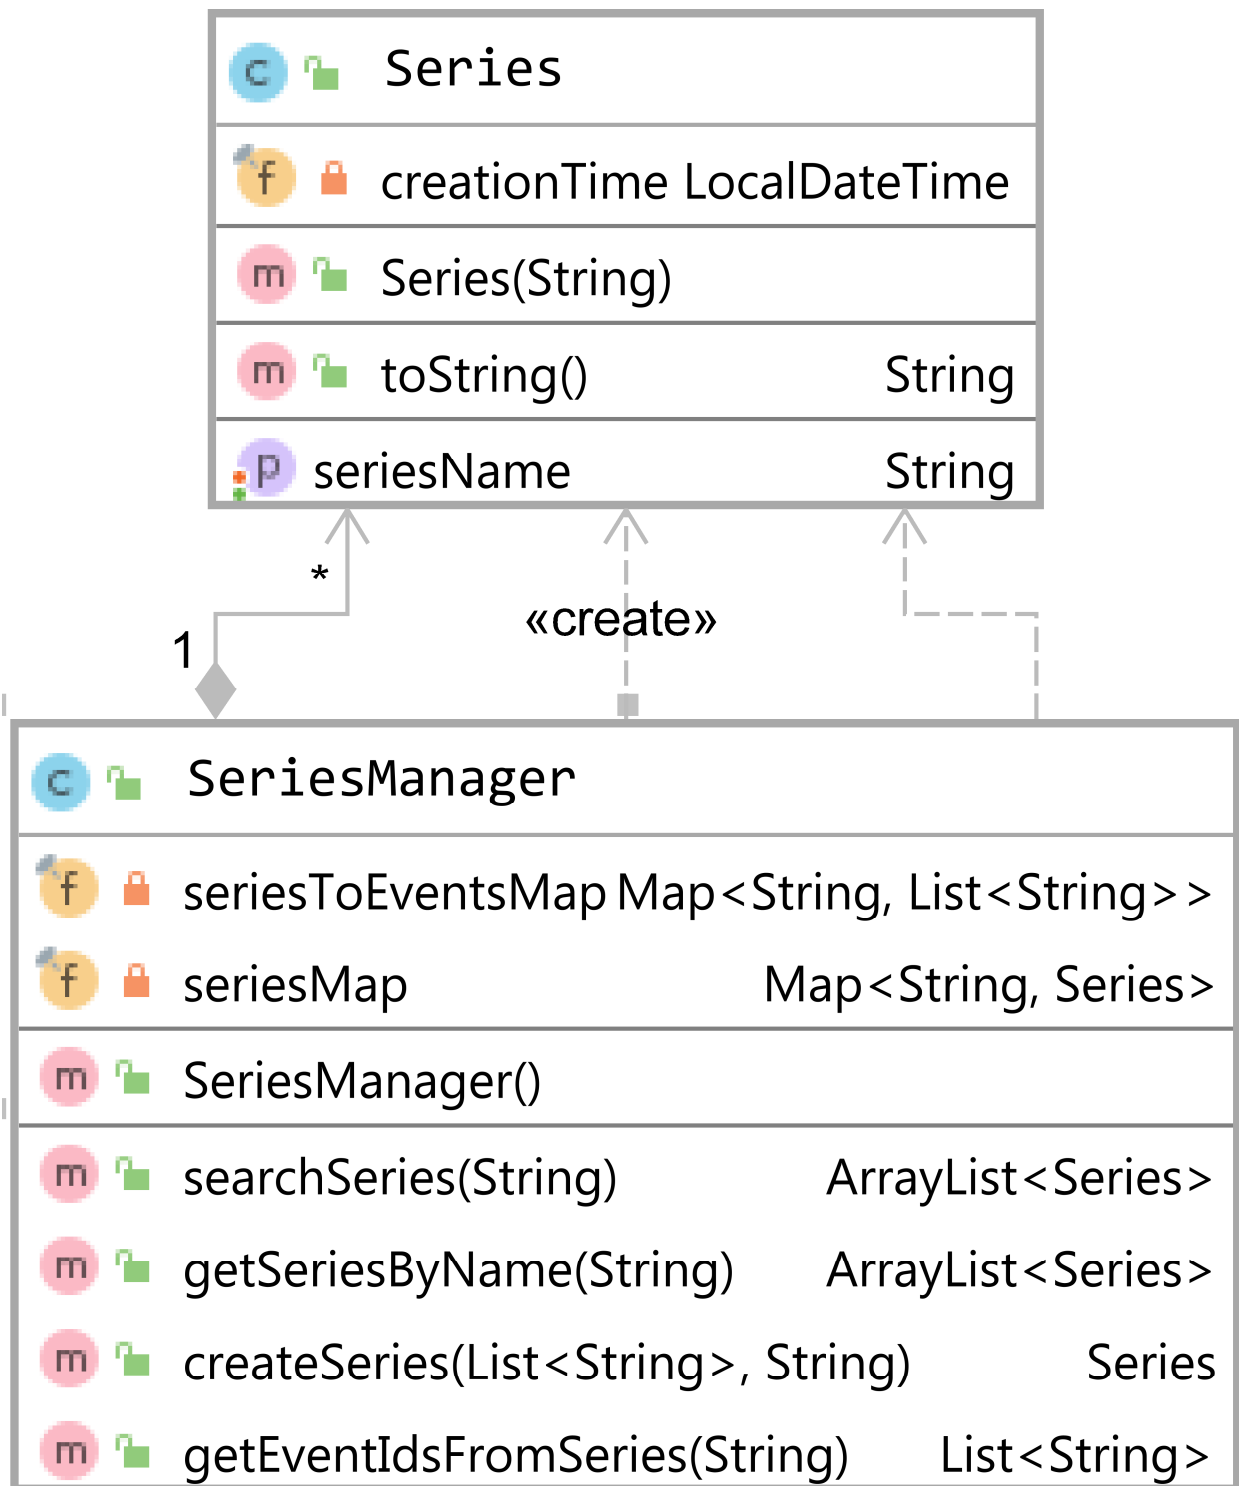 c Series
f creationTime LocalDateTime
m Series(String)
m toString() String
p seriesName String
*
«create»
1
c SeriesManager
f seriesToEventsMap Map<String, List<String>>
f seriesMap Map<String, Series>
m SeriesManager()
m searchSeries(String) ArrayList<Series>
m getSeriesByName(String) ArrayList<Series>
m createSeries(List<String>, String) Series
m getEventIdsFromSeries(String) List<String>